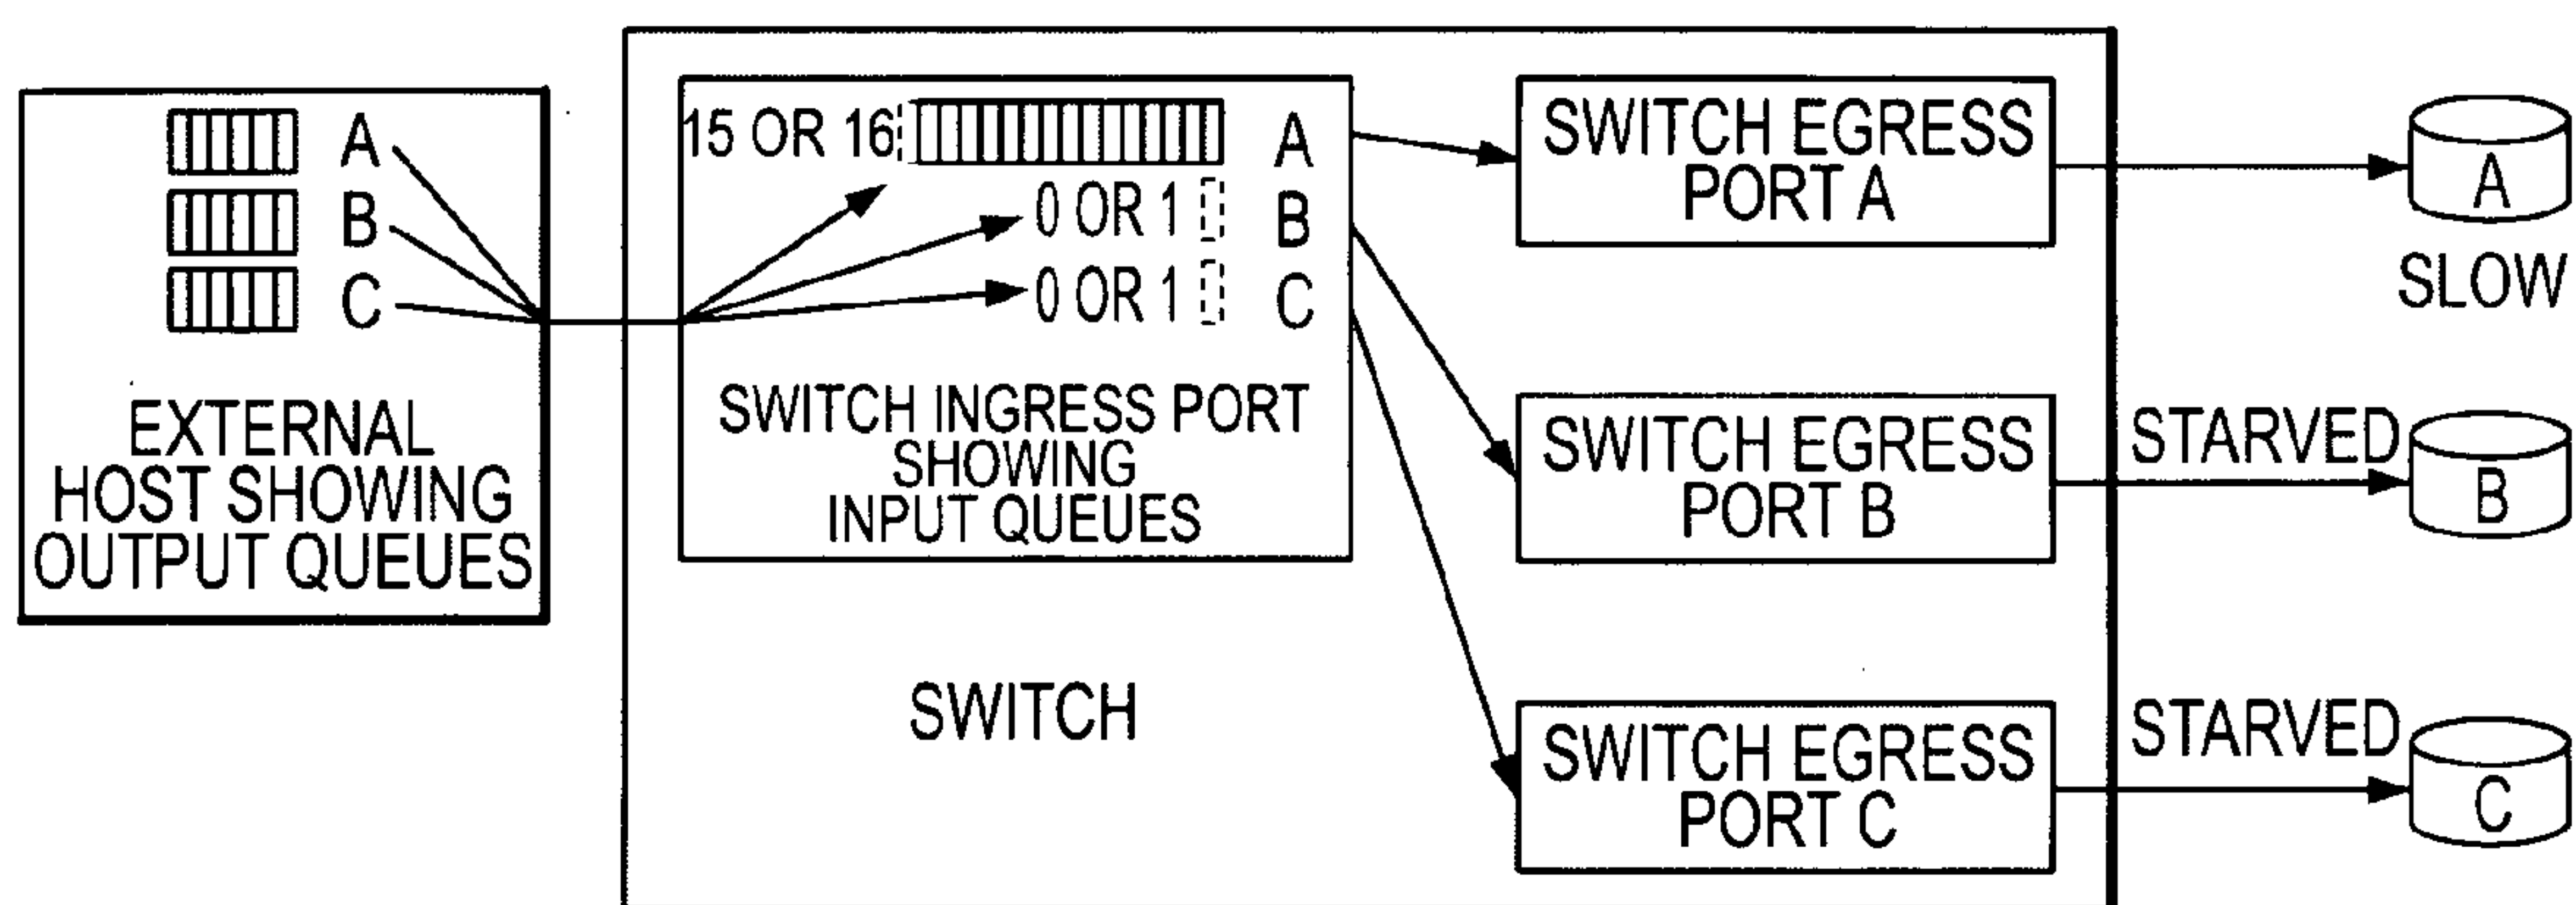 A
B
C
EXTERNAL
HOST SHOWING
OUTPUT QUEUES
15 OR 16
A
0 OR 1
B
0 OR 1
C
SWITCH INGRESS PORT
SHOWING
INPUT QUEUES
SWITCH
SWITCH EGRESS
PORT A
SWITCH EGRESS
PORT B
SWITCH EGRESS
PORT C
A
SLOW
STARVED
B
STARVED
C